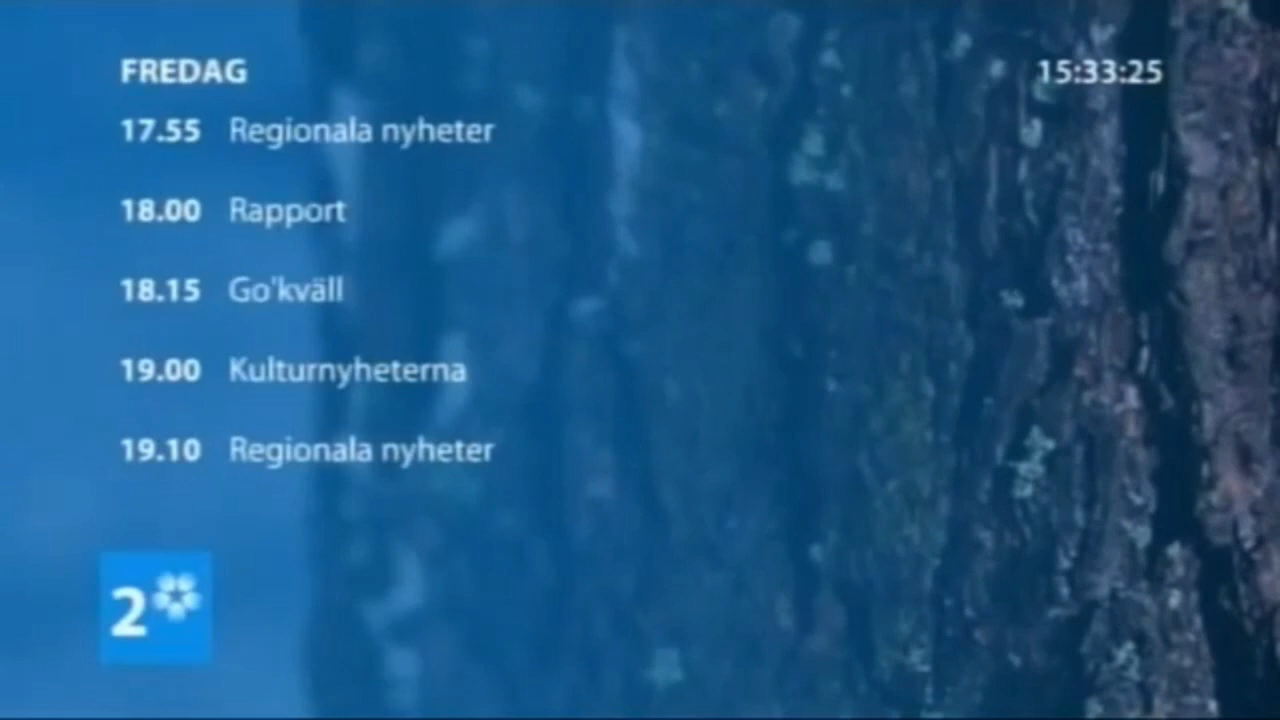 FREDAG 15:33:25
17.55 Regionala nyheter
18.00 Rapport
18.15 Go'kväll
19.00 Kulturnyheterna
19.10 Regionala nyheter
2